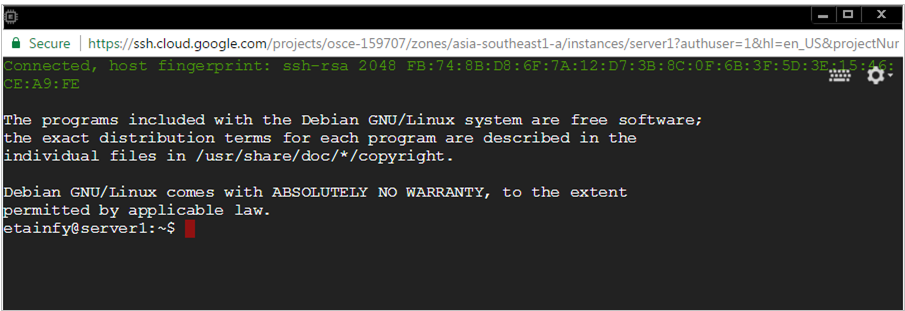 Secure https://ssh.cloud.google.com/projects/osce-159707/zones/asia-southeast1-a/instances/server1?authuser=1&hl=en_US&projectNur
Connected, host fingerprint: ssh-rsa 2048 FB:74:8B:D8:6F:7A:12:D7:3B:8C:0F:6B:3F:5D:3E:15:46:
CE:A9:FE
The programs included with the Debian GNU/Linux system are free software;
the exact distribution terms for each program are described in the
individual files in /usr/share/doc/*/copyright.
Debian GNU/Linux comes with ABSOLUTELY NO WARRANTY, to the extent
permitted by applicable law.
etainfy@server1:~$